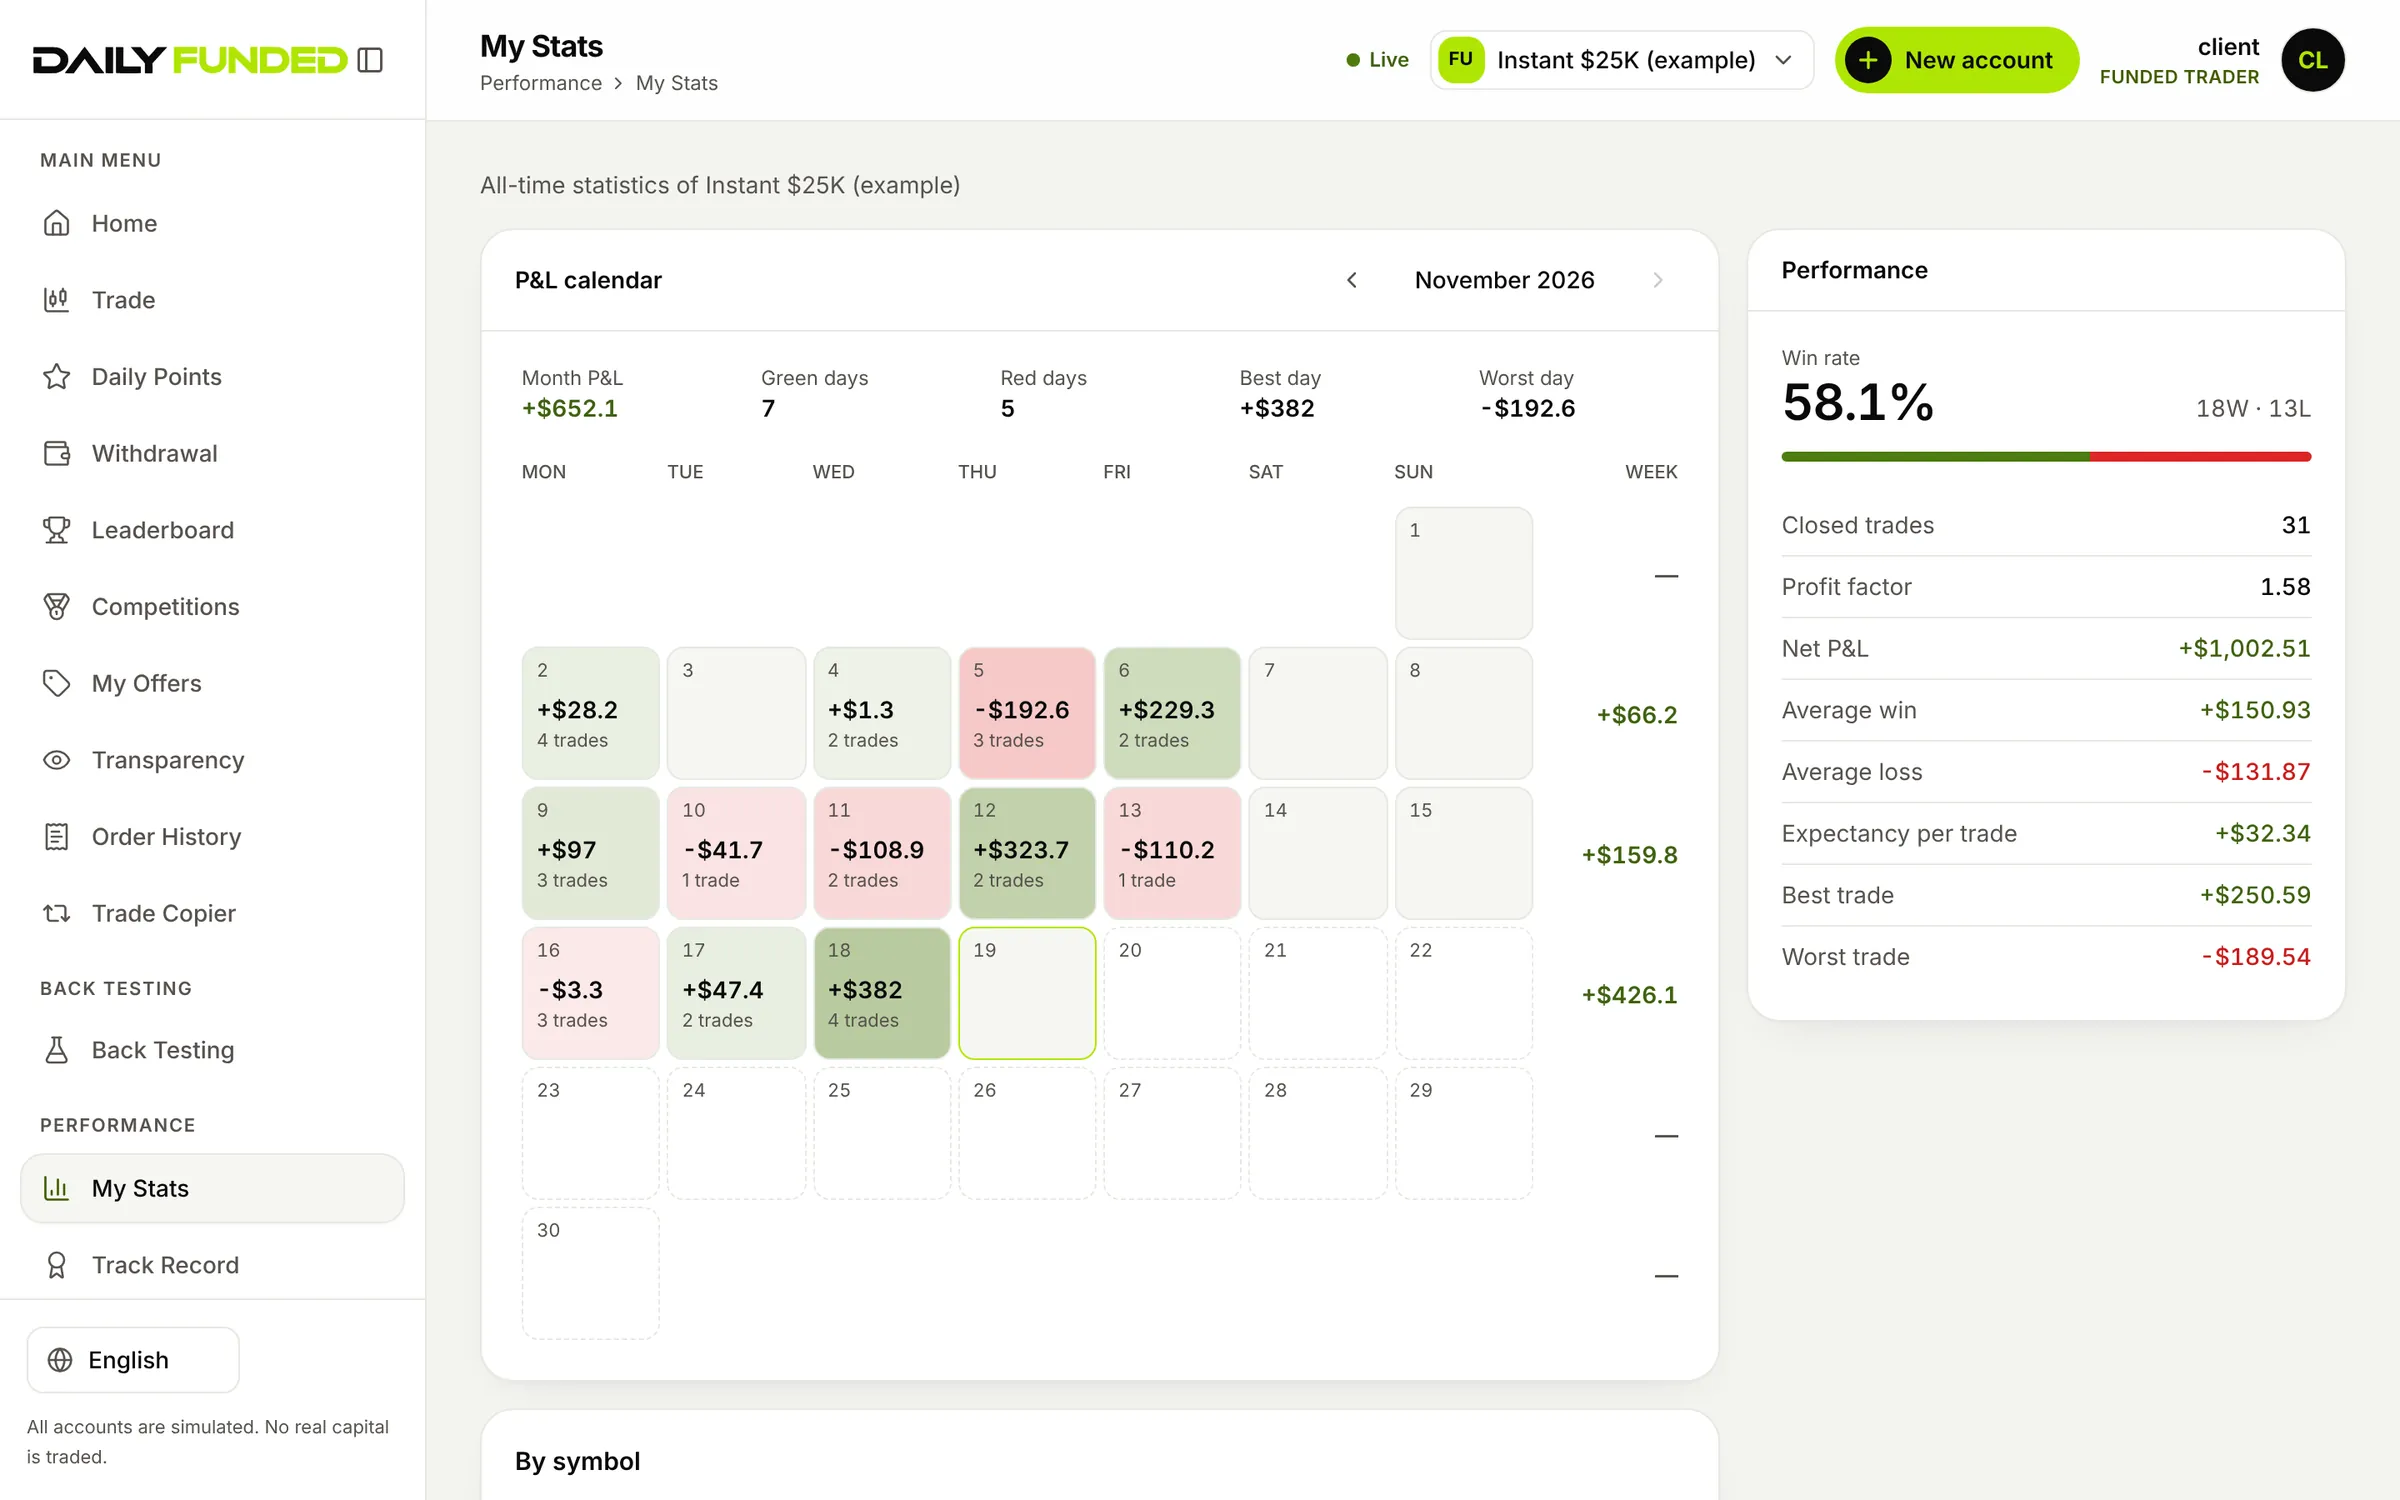 DAILY FUNDED
MAIN MENU
Home
Trade
Daily Points
Withdrawal
Leaderboard
Competitions
My Offers
Transparency
Order History
Trade Copier
BACK TESTING
Back Testing
PERFORMANCE
My Stats
Track Record
English
All accounts are simulated. No real capital
is traded.
My Stats
Performance > My Stats
Live
FU
Instant $25K (example)
New account
client
FUNDED TRADER
CL
All-time statistics of Instant $25K (example)
P&L calendar
November 2026
Month P&L Green days Red days Best day Worst day
+$652.1 7 5 +$382 -$192.6
MON TUE WED THU FRI SAT SUN WEEK
1
—
2 3 4 5 6 7 8
+$28.2 +$1.3 -$192.6 +$229.3 +$66.2
4 trades 2 trades 3 trades 2 trades
9 10 11 12 13 14 15
+$97 -$41.7 -$108.9 +$323.7 -$110.2 +$159.8
3 trades 1 trade 2 trades 2 trades 1 trade
16 17 18 19 20 21 22
-$3.3 +$47.4 +$382 +$426.1
3 trades 2 trades 4 trades
23 24 25 26 27 28 29
—
30
—
By symbol
Performance
Win rate
58.1% 18W · 13L
Closed trades 31
Profit factor 1.58
Net P&L +$1,002.51
Average win +$150.93
Average loss -$131.87
Expectancy per trade +$32.34
Best trade +$250.59
Worst trade -$189.54